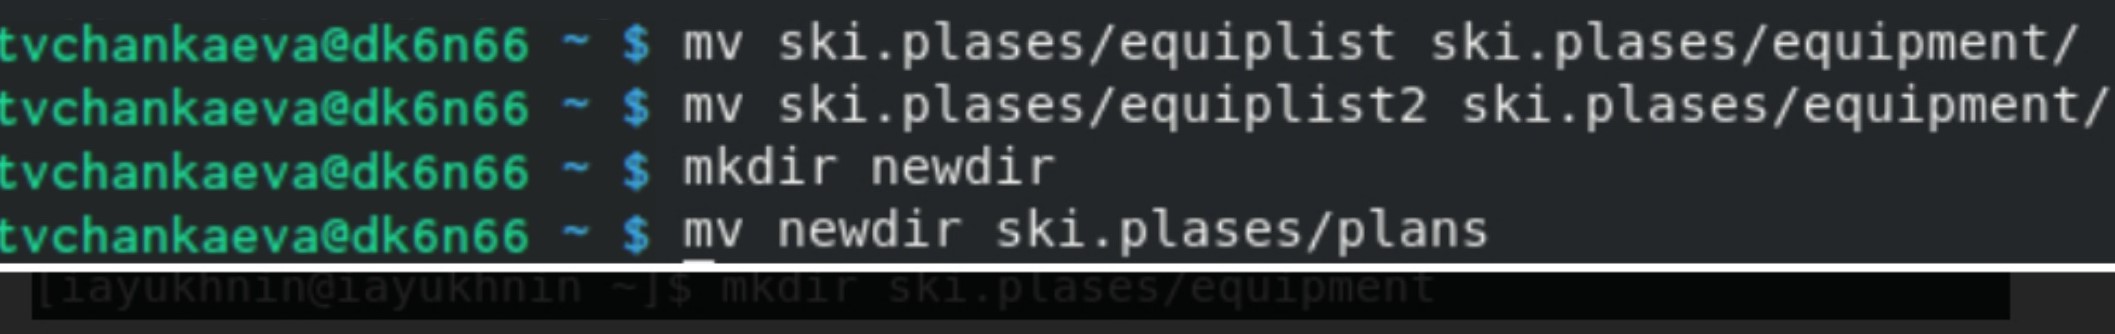 tvchankaeva@dk6n66 ~ $ mv ski.plases/equiplist ski.plases/equipment/
tvchankaeva@dk6n66 ~ $ mv ski.plases/equiplist2 ski.plases/equipment/
tvchankaeva@dk6n66 ~ $ mkdir newdir
tvchankaeva@dk6n66 ~ $ mv newdir ski.plases/plans
[iayukhnin@iayukhnin ~]$ mkdir ski.plases/equipment